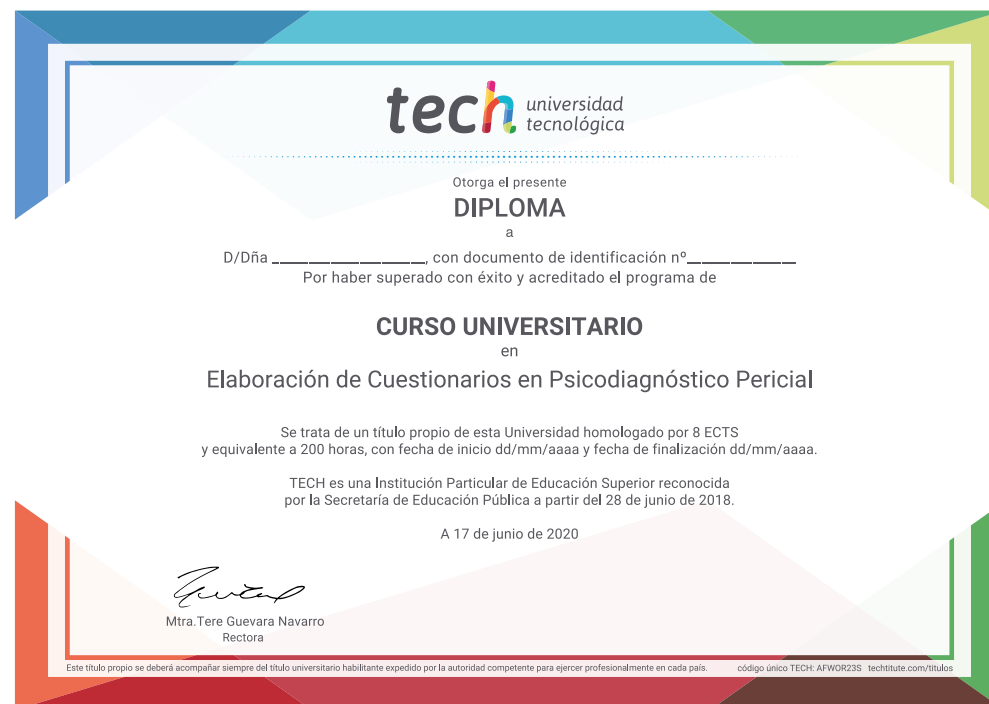 tech universidad
tecnológica
Otorga el presente
DIPLOMA
a
D/Dña _____________________, con documento de identificación nº_______________
Por haber superado con éxito y acreditado el programa de
CURSO UNIVERSITARIO
en
Elaboración de Cuestionarios en Psicodiagnóstico Pericial
Se trata de un título propio de esta Universidad homologado por 8 ECTS
y equivalente a 200 horas, con fecha de inicio dd/mm/aaaa y fecha de finalización dd/mm/aaaa.
TECH es una Institución Particular de Educación Superior reconocida
por la Secretaría de Educación Pública a partir del 28 de junio de 2018.
A 17 de junio de 2020
Mtra.Tere Guevara Navarro
Rectora
Este título propio se deberá acompañar siempre del título universitario habilitante expedido por la autoridad competente para ejercer profesionalmente en cada país. código único TECH: AFWOR23S techtitute.com/titulos